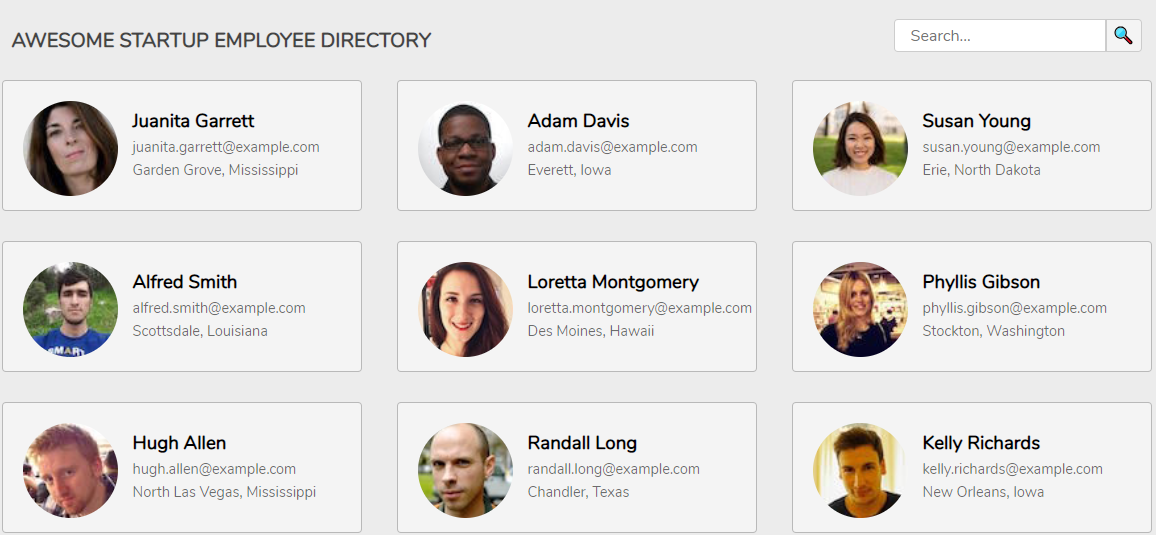 AWESOME STARTUP EMPLOYEE DIRECTORY
Search...
Juanita Garrett
juanita.garrett@example.com
Garden Grove, Mississippi
Adam Davis
adam.davis@example.com
Everett, Iowa
Susan Young
susan.young@example.com
Erie, North Dakota
Alfred Smith
alfred.smith@example.com
Scottsdale, Louisiana
SMART
Loretta Montgomery
loretta.montgomery@example.com
Des Moines, Hawaii
Phyllis Gibson
phyllis.gibson@example.com
Stockton, Washington
Hugh Allen
hugh.allen@example.com
North Las Vegas, Mississippi
Randall Long
randall.long@example.com
Chandler, Texas
Kelly Richards
kelly.richards@example.com
New Orleans, Iowa